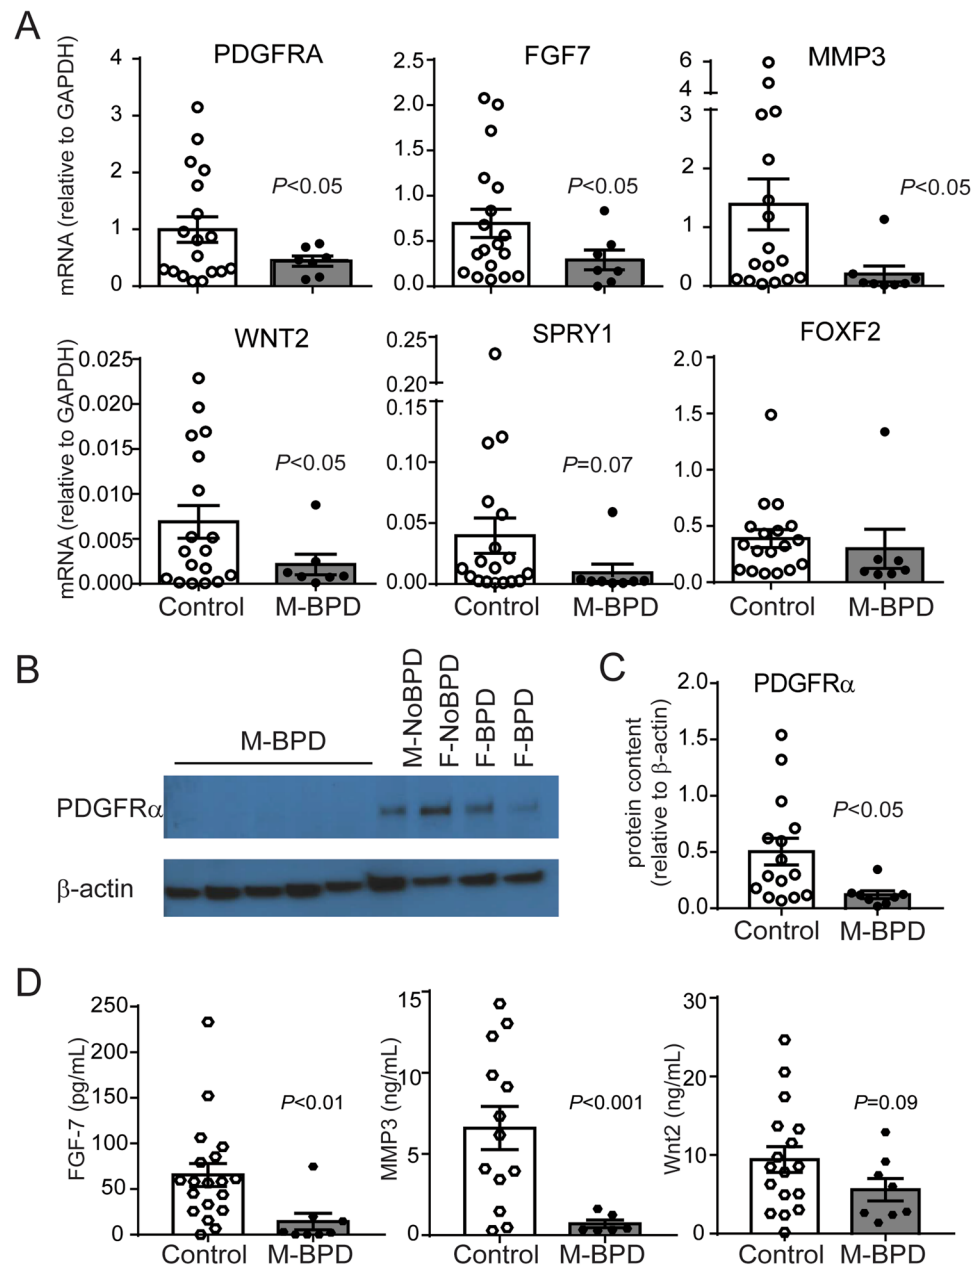 A
PDGFRA
FGF7
MMP3
mRNA (relative to GAPDH)
4
3
2
1
0
P<0.05
2.5
2.0
1.5
1.0
0.5
0.0
P<0.05
6
4
3
2
1
0
P<0.05
WNT2
SPRY1
FOXF2
mRNA (relative to GAPDH)
0.025
0.020
0.015
0.010
0.005
0.000
P<0.05
0.25
0.20
0.15
0.10
0.05
0.00
P=0.07
2.0
1.5
1.0
0.5
0.0
Control
M-BPD
Control
M-BPD
Control
M-BPD
B
M-BPD
M-NoBPD
F-NoBPD
F-BPD
F-BPD
PDGFRα
β-actin
C
PDGFRα
protein content
(relative to β-actin)
2.0
1.5
1.0
0.5
0.0
P<0.05
Control
M-BPD
D
FGF-7 (pg/mL)
250
200
150
100
50
0
P<0.01
Control
M-BPD
MMP3 (ng/mL)
15
10
5
0
P<0.001
Control
M-BPD
Wnt2 (ng/mL)
30
20
10
0
P=0.09
Control
M-BPD